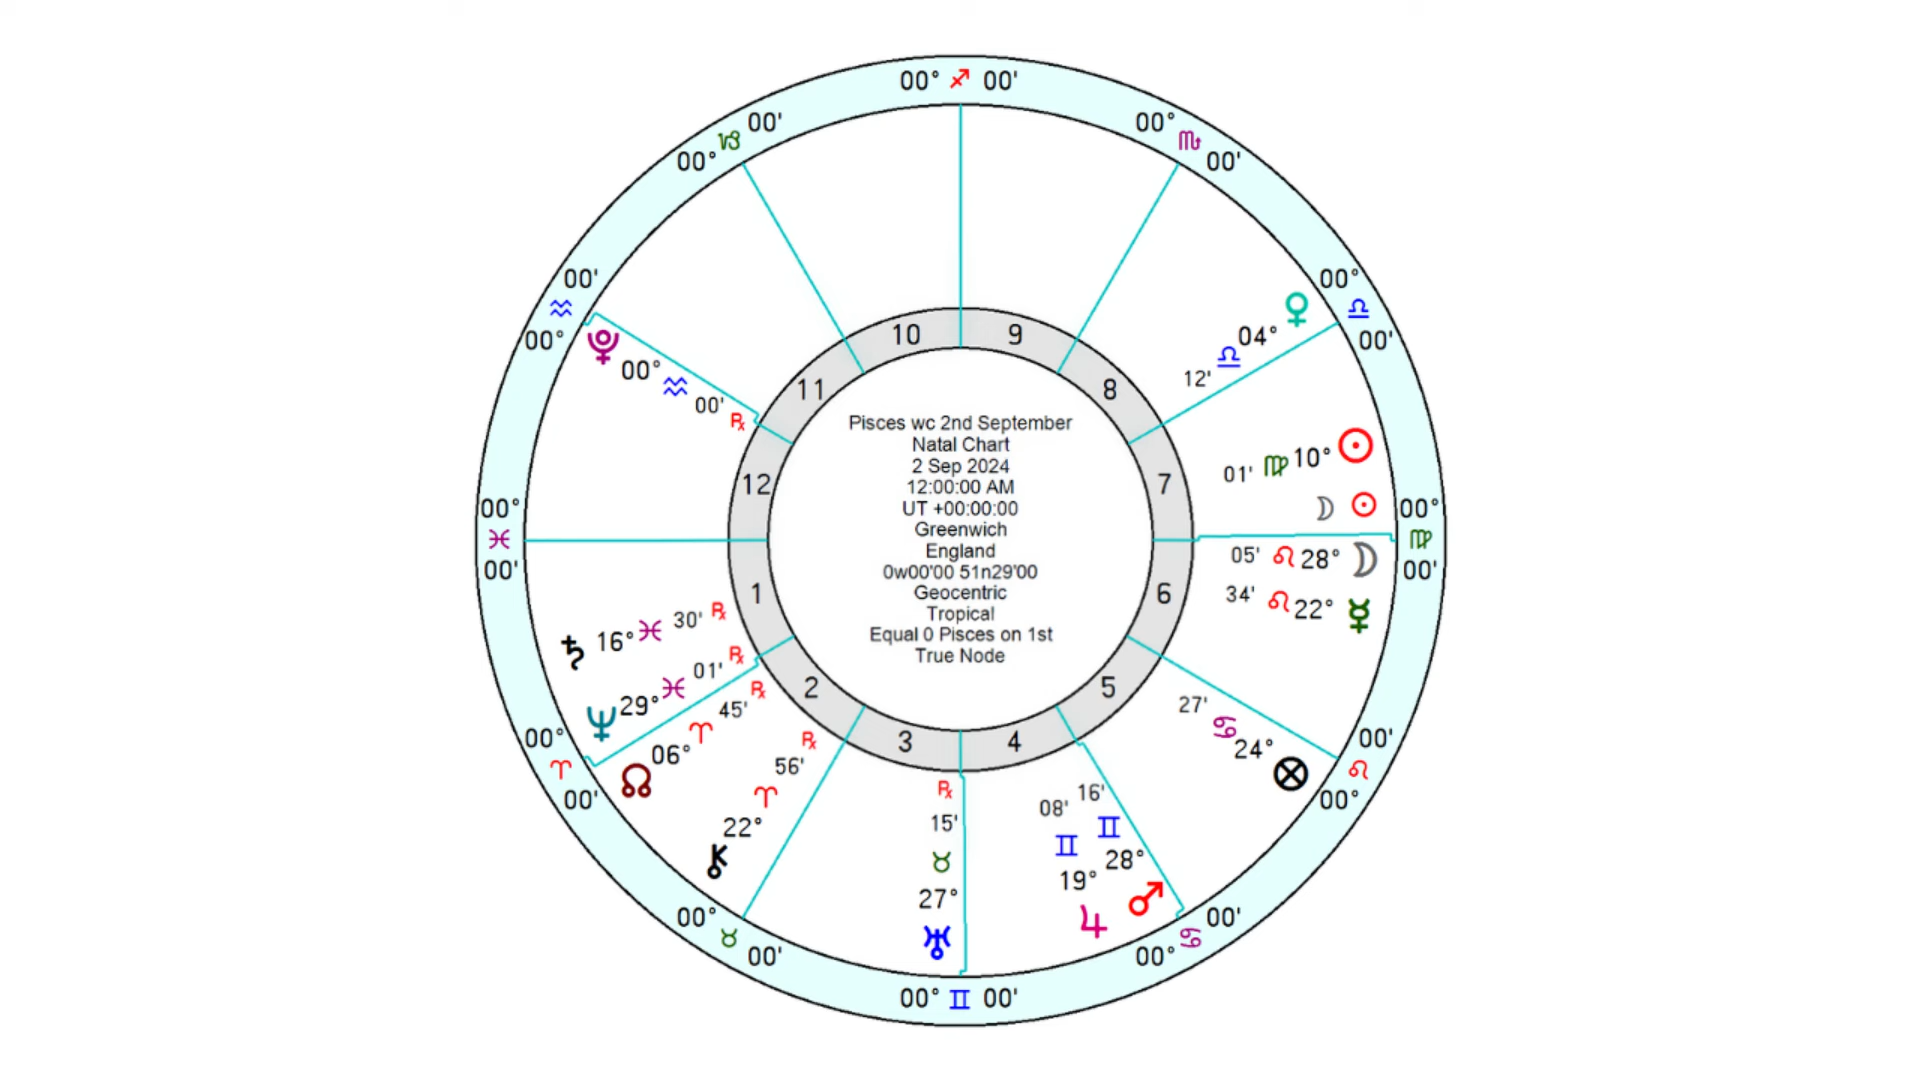 00° ♐ 00'
00° ♏ 00'
00° ♑ 00'
00° ♎ 00'
00° ♒ 00'
♀ 04° ♎ 12'
♇ 00° ♒ 00' ℞
10 9
11 8
12 7
1 6
2 5
3 4
Pisces wc 2nd September
Natal Chart
2 Sep 2024
12:00:00 AM
UT +00:00:00
Greenwich
England
0w00'00 51n29'00
Geocentric
Tropical
Equal 0 Pisces on 1st
True Node
01' ♍ 10° ☉
☽ ☉
00° ♓ 00'
00° ♍ 00'
05' ♌ 28° ☽
34' ♌ 22° ☿
♄ 16° ♓ 30' ℞
♆ 29° ♓ 01' ℞
☊ 06° ♈ 45' ℞
⚷ 22° ♈ 56' ℞
27' ♋ 24° ⊗
00° ♈ 00'
00' ♌ 00°
℞ 15' ♉ 27° ♅
08' ♊ 19° ♃
16' ♊ 28° ♂
00° ♉ 00'
00° ♋ 00'
00° ♊ 00'